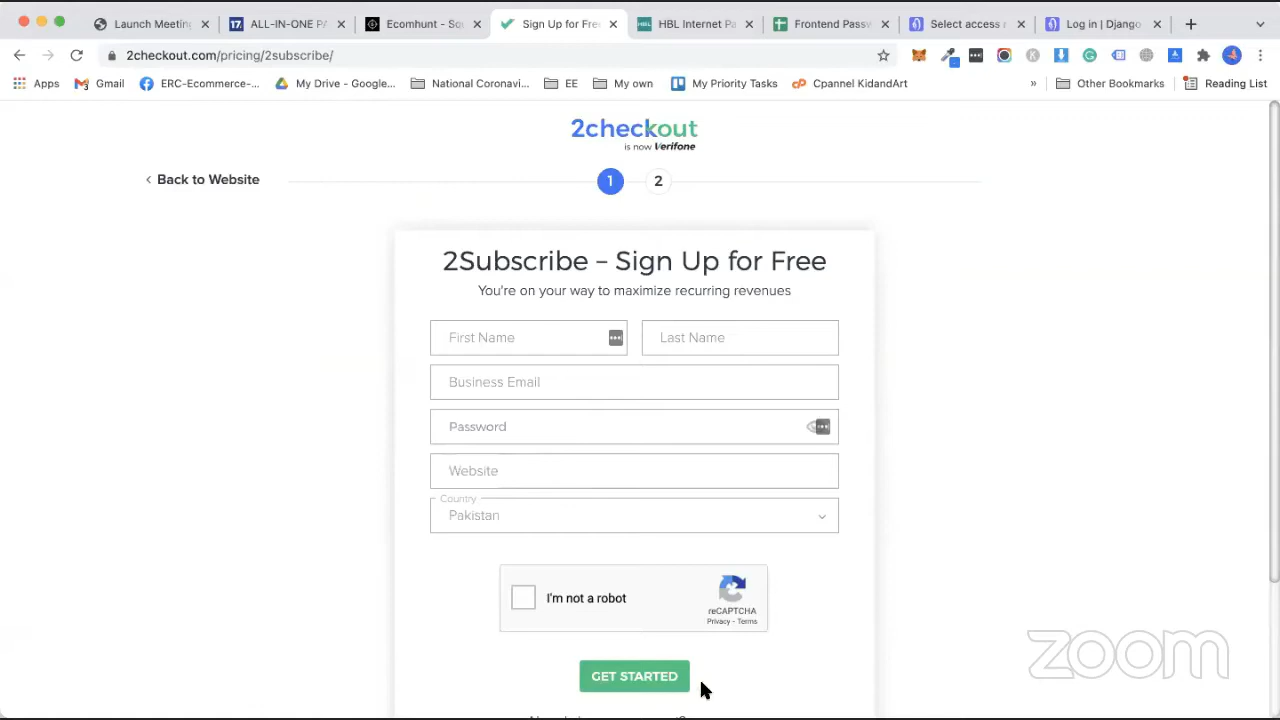 Launch Meetin
ALL-IN-ONE PA
Ecomhunt - So
Sign Up for Fre
HBL Internet Pa
Frontend Passw
Select access m
Log in | Django
2checkout.com/pricing/2subscribe/
Apps
Gmail
ERC-Ecommerce-...
My Drive - Google...
National Coronavi...
EE
My own
My Priority Tasks
Cpannel KidandArt
»
Other Bookmarks
Reading List
2checkout
is now Verifone
Back to Website
1
2
2Subscribe – Sign Up for Free
You're on your way to maximize recurring revenues
First Name
Last Name
Business Email
Password
Website
Country
Pakistan
I'm not a robot
reCAPTCHA
Privacy - Terms
GET STARTED
zoom